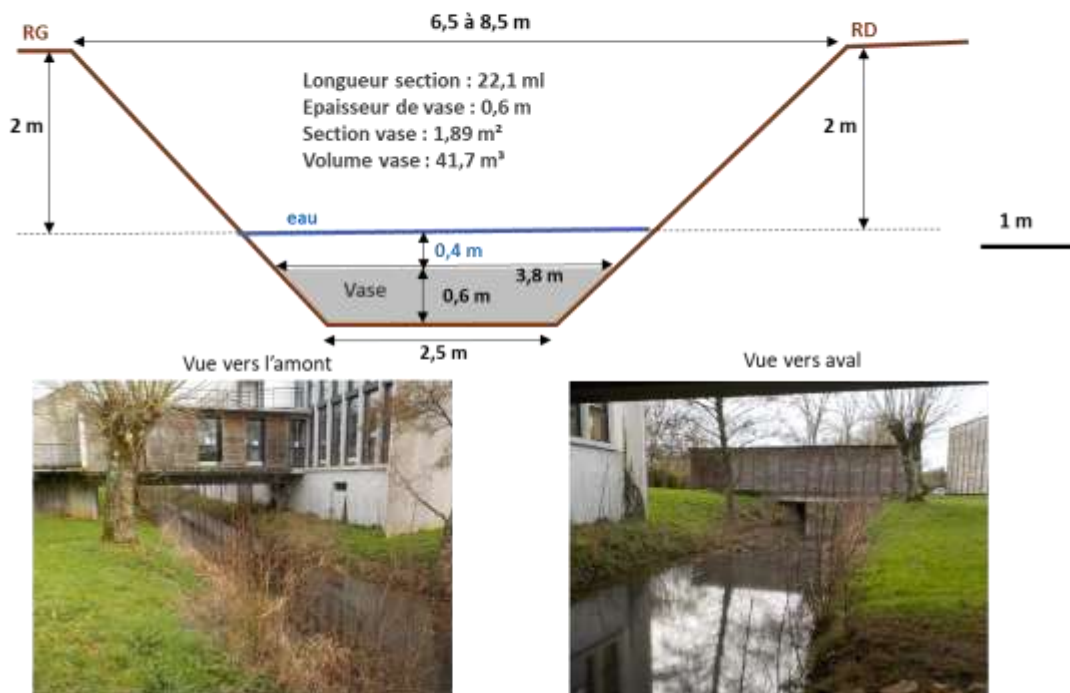 6,5 à 8,5 m
RG
RD
Longueur section : 22,1 ml
Epaisseur de vase : 0,6 m
Section vase : 1,89 m²
Volume vase : 41,7 m³
2 m
2 m
eau
1 m
0,4 m
3,8 m
Vase
0,6 m
2,5 m
Vue vers l'amont
Vue vers aval